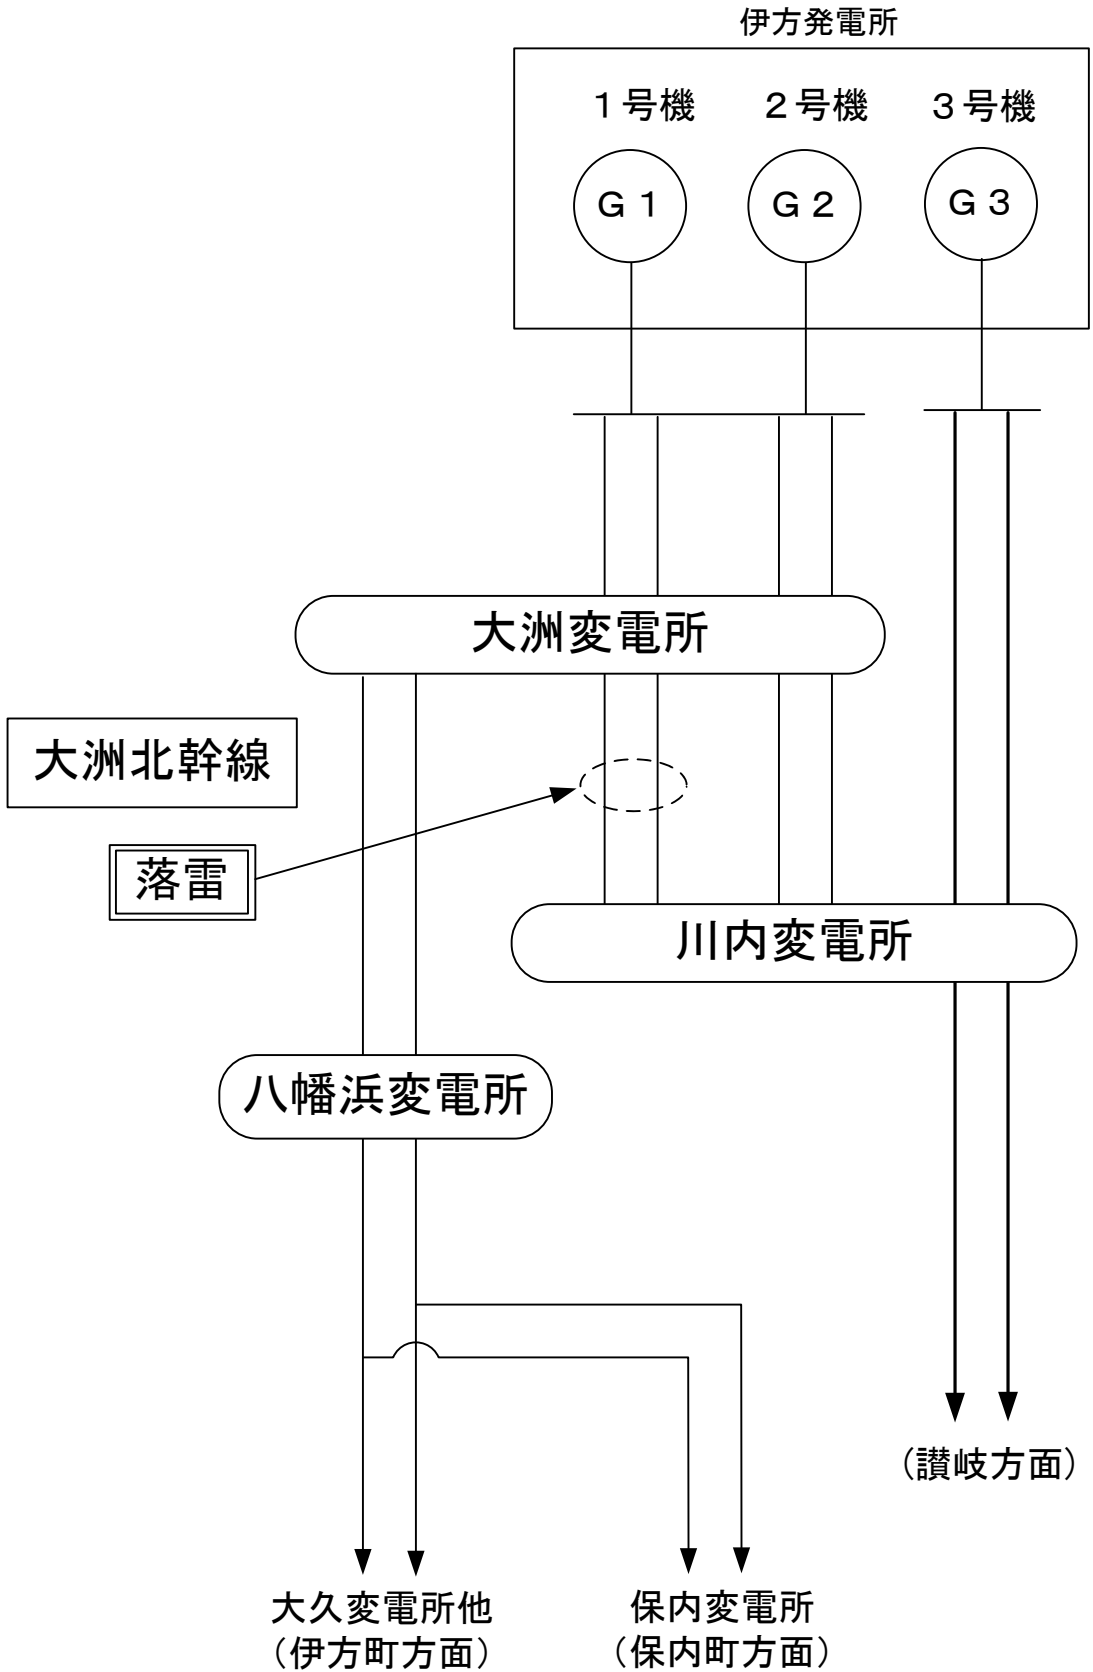 伊方発電所
１号機
２号機
３号機
Ｇ１
Ｇ２
Ｇ３
大洲変電所
大洲北幹線
落雷
川内変電所
八幡浜変電所
（讃岐方面）
大久変電所他
（伊方町方面）
保内変電所
（保内町方面）